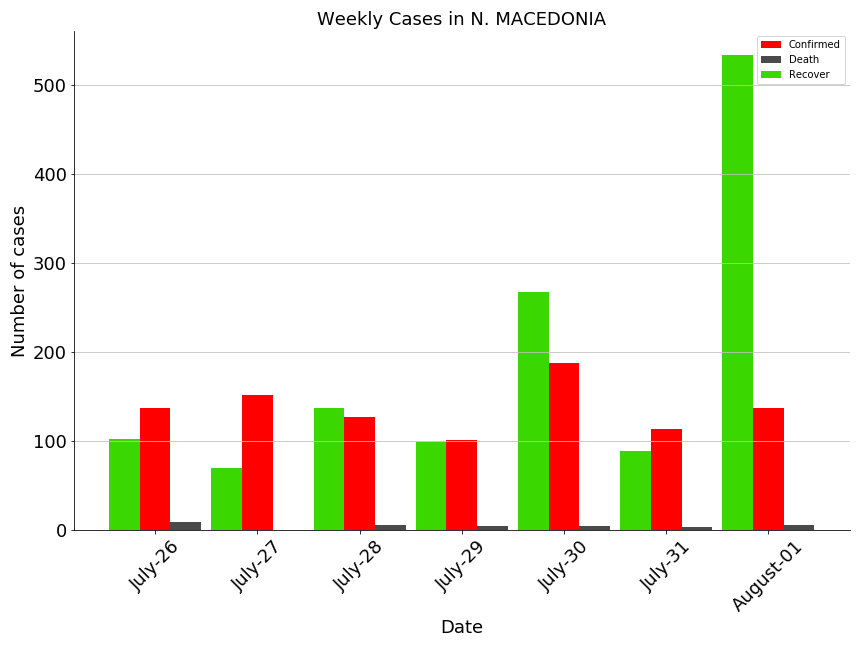 Weekly Cases in N. MACEDONIA
Confirmed
Death
Recover
Number of cases
500
400
300
200
100
0
July-26
July-27
July-28
July-29
July-30
July-31
August-01
Date